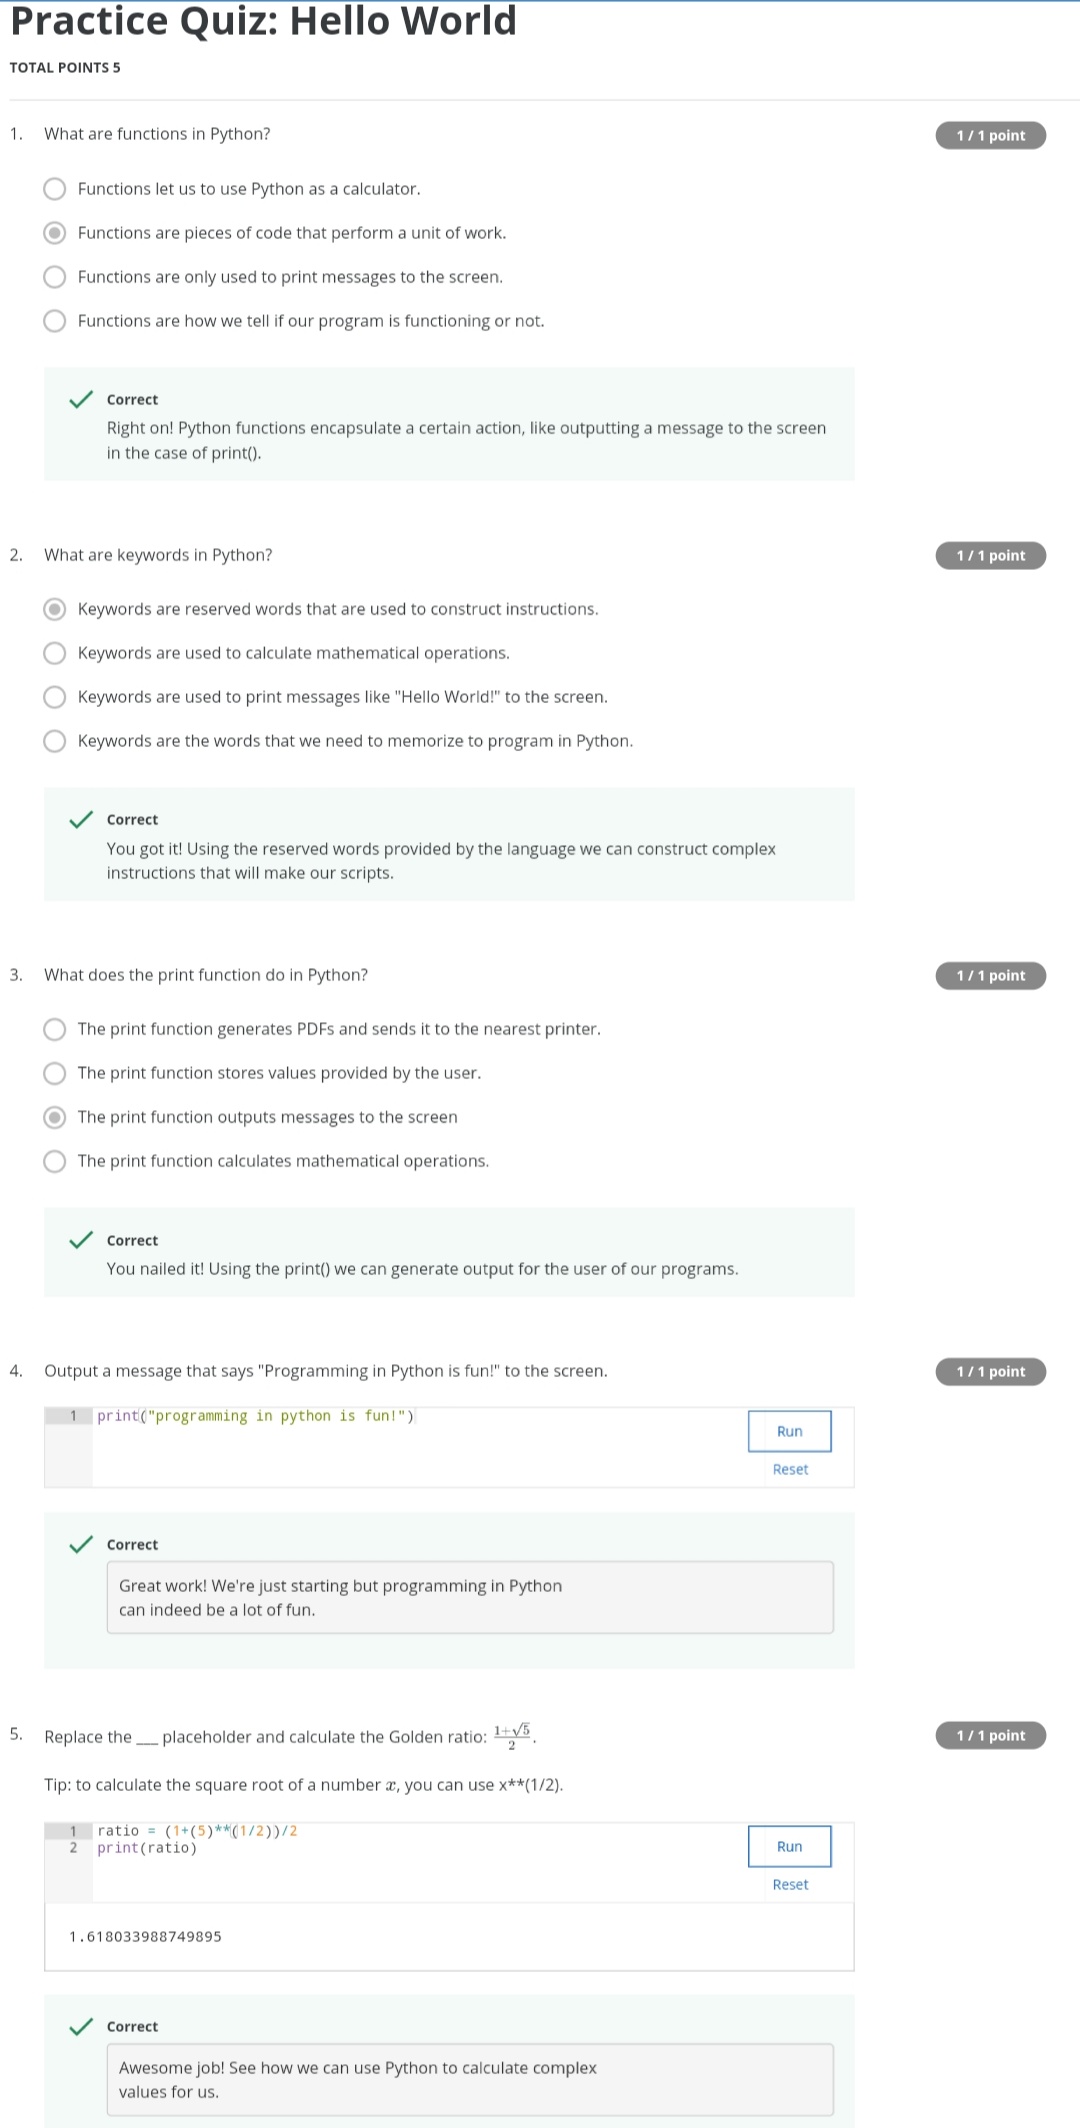 Practice Quiz: Hello World
TOTAL POINTS 5
1. What are functions in Python?
1 / 1 point
Functions let us to use Python as a calculator.
Functions are pieces of code that perform a unit of work.
Functions are only used to print messages to the screen.
Functions are how we tell if our program is functioning or not.
Correct
Right on! Python functions encapsulate a certain action, like outputting a message to the screen
in the case of print().
2. What are keywords in Python?
1 / 1 point
Keywords are reserved words that are used to construct instructions.
Keywords are used to calculate mathematical operations.
Keywords are used to print messages like "Hello World!" to the screen.
Keywords are the words that we need to memorize to program in Python.
Correct
You got it! Using the reserved words provided by the language we can construct complex
instructions that will make our scripts.
3. What does the print function do in Python?
1 / 1 point
The print function generates PDFs and sends it to the nearest printer.
The print function stores values provided by the user.
The print function outputs messages to the screen
The print function calculates mathematical operations.
Correct
You nailed it! Using the print() we can generate output for the user of our programs.
4. Output a message that says "Programming in Python is fun!" to the screen.
1 / 1 point
1 print("programming in python is fun!")
Run
Reset
Correct
Great work! We're just starting but programming in Python
can indeed be a lot of fun.
5. Replace the ___ placeholder and calculate the Golden ratio: (1+√5)/2.
1 / 1 point
Tip: to calculate the square root of a number x, you can use x**(1/2).
1 ratio = (1+(5)**(1/2))/2
2 print(ratio)
Run
Reset
1.618033988749895
Correct
Awesome job! See how we can use Python to calculate complex
values for us.